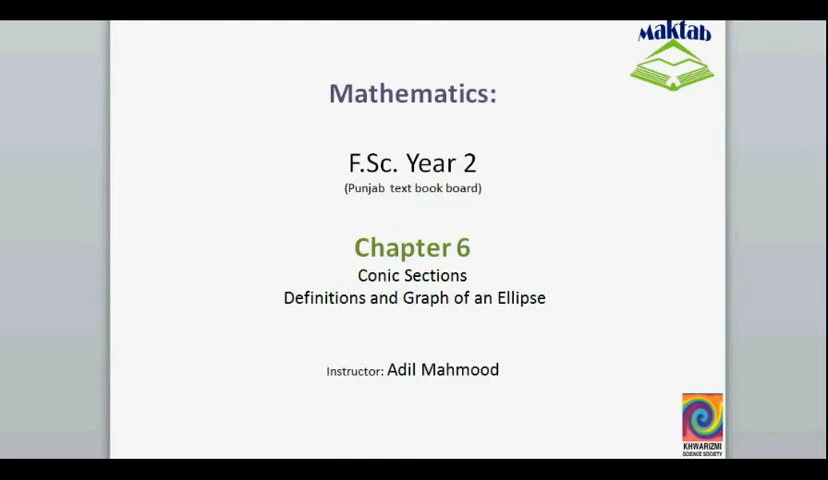 Maktab
Mathematics:
F.Sc. Year 2
(Punjab text book board)
Chapter 6
Conic Sections
Definitions and Graph of an Ellipse
Instructor: Adil Mahmood
KHWARIZMI
SCIENCE SOCIETY